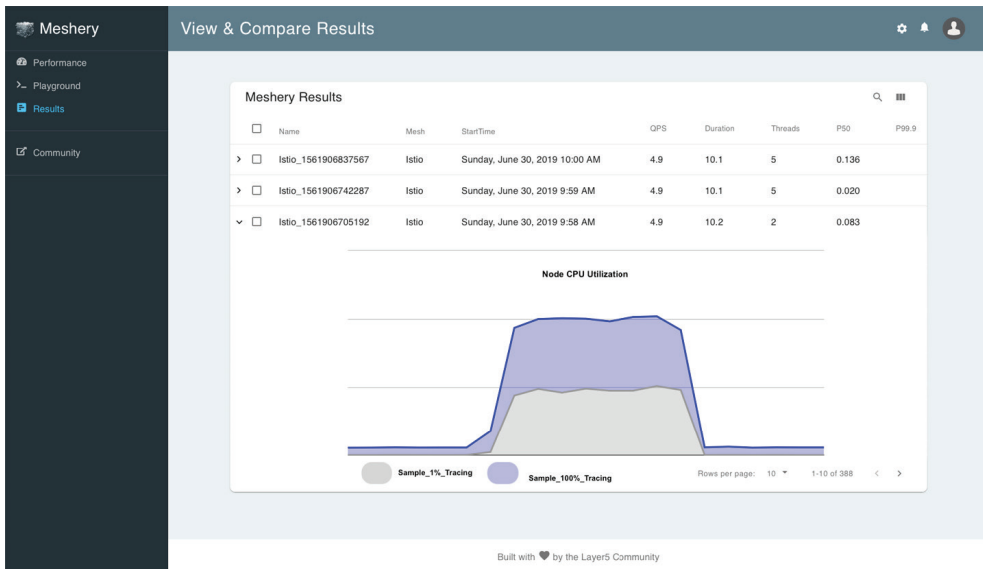 Meshery
View & Compare Results
Performance
Playground
Results
Community
Meshery Results
Name Mesh StartTime QPS Duration Threads P50 P99.9
Istio_1561906837567 Istio Sunday, June 30, 2019 10:00 AM 4.9 10.1 5 0.136
Istio_1561906742287 Istio Sunday, June 30, 2019 9:59 AM 4.9 10.1 5 0.020
Istio_1561906705192 Istio Sunday, June 30, 2019 9:58 AM 4.9 10.2 2 0.083
Node CPU Utilization
Sample_1%_Tracing Sample_100%_Tracing Rows per page: 10 1-10 of 388
Built with ♥ by the Layer5 Community